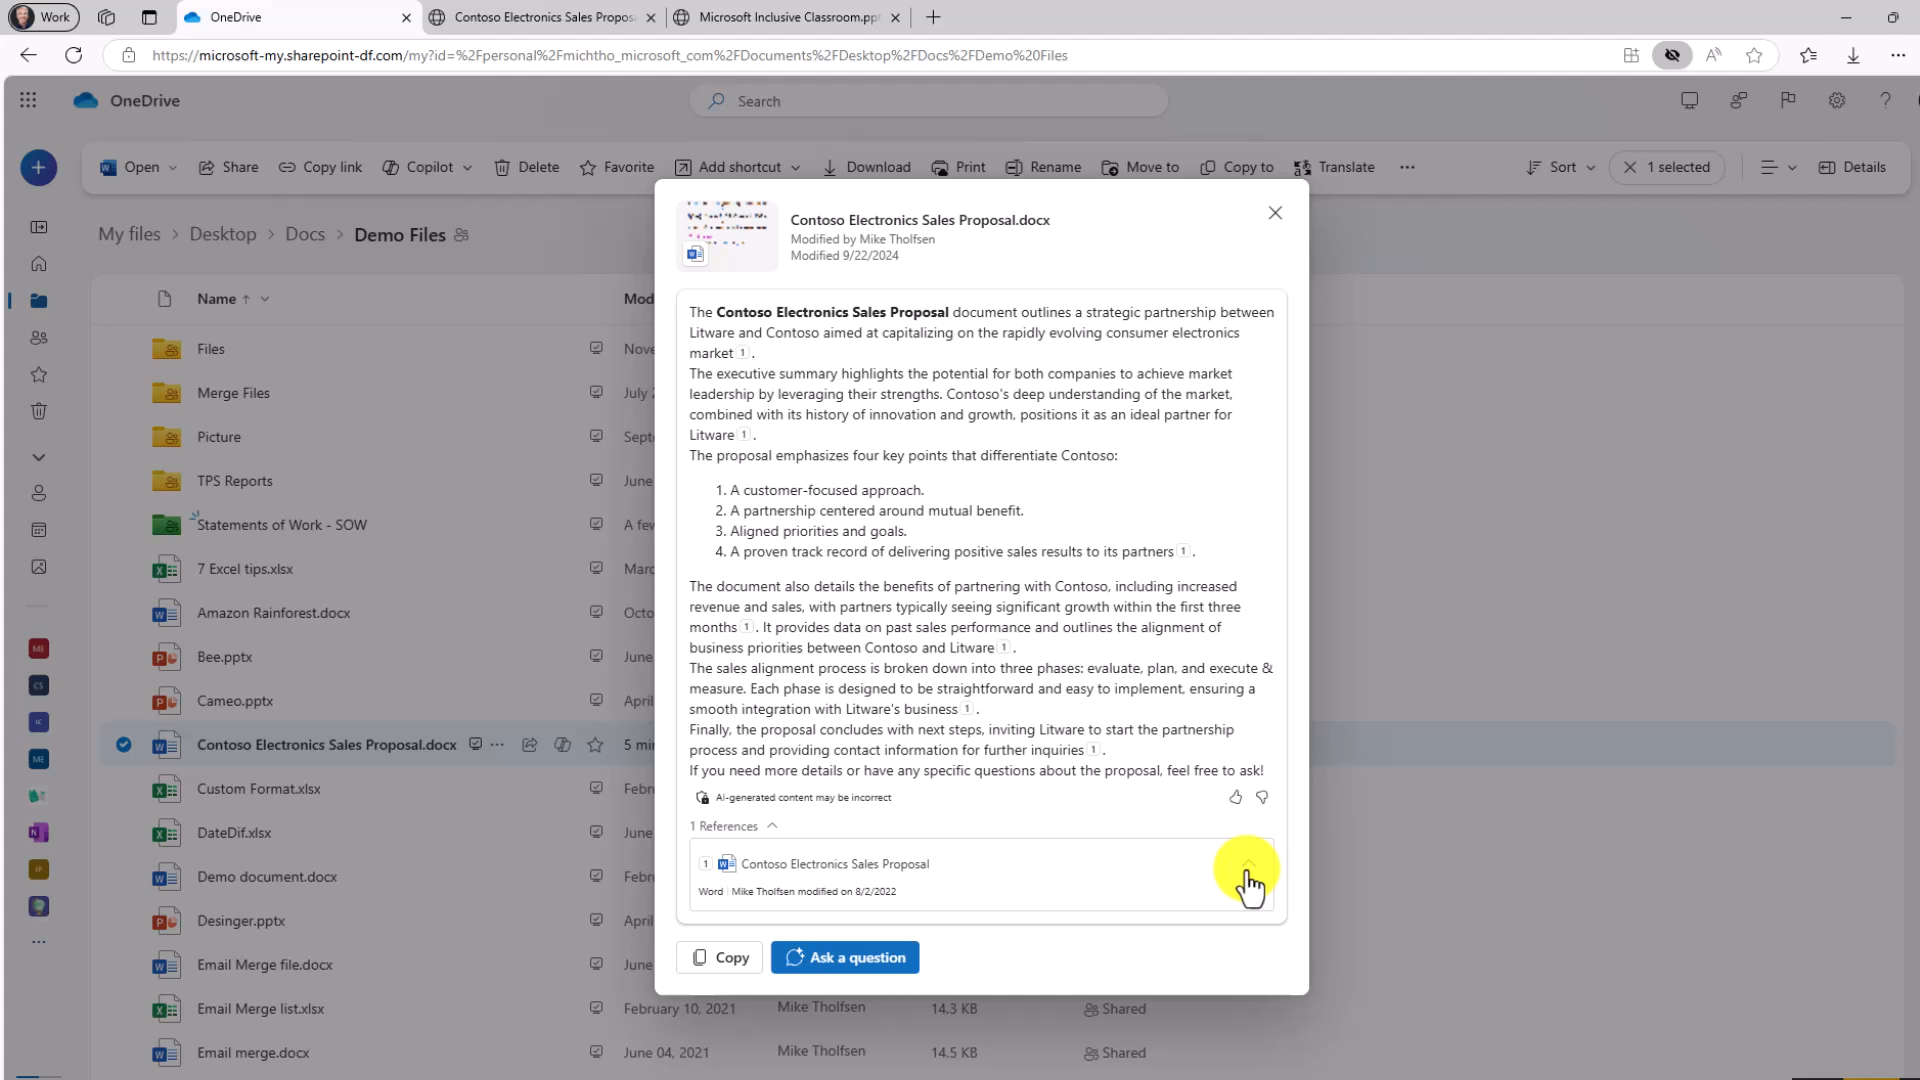 Work
OneDrive
Contoso Electronics Sales Propos
Microsoft Inclusive Classroom.pp
https://microsoft-my.sharepoint-df.com/my?id=%2Fpersonal%2Fmichtho_microsoft_com%2FDocuments%2FDesktop%2FDocs%2FDemo%20Files
OneDrive
Search
Open
Share
Copy link
Copilot
Delete
Favorite
Add shortcut
Download
Print
Rename
Move to
Copy to
Translate
Sort
1 selected
Details
My files > Desktop > Docs > Demo Files
Name
Mod
Files
Nove
Merge Files
July 2
Picture
Sept
TPS Reports
June
Statements of Work - SOW
A few
7 Excel tips.xlsx
Marc
Amazon Rainforest.docx
Octo
Bee.pptx
June
Cameo.pptx
April
Contoso Electronics Sales Proposal.docx
5 min
Custom Format.xlsx
Febr
DateDif.xlsx
June
Demo document.docx
Febr
Desinger.pptx
April
Email Merge file.docx
June
Email Merge list.xlsx
February 10, 2021
Mike Tholfsen
14.3 KB
Shared
Email merge.docx
June 04, 2021
Mike Tholfsen
14.5 KB
Shared
Contoso Electronics Sales Proposal.docx
Modified by Mike Tholfsen
Modified 9/22/2024
The Contoso Electronics Sales Proposal document outlines a strategic partnership between
Litware and Contoso aimed at capitalizing on the rapidly evolving consumer electronics
market 1.
The executive summary highlights the potential for both companies to achieve market
leadership by leveraging their strengths. Contoso's deep understanding of the market,
combined with its history of innovation and growth, positions it as an ideal partner for
Litware 1.
The proposal emphasizes four key points that differentiate Contoso:
1. A customer-focused approach.
2. A partnership centered around mutual benefit.
3. Aligned priorities and goals.
4. A proven track record of delivering positive sales results to its partners 1.
The document also details the benefits of partnering with Contoso, including increased
revenue and sales, with partners typically seeing significant growth within the first three
months 1. It provides data on past sales performance and outlines the alignment of
business priorities between Contoso and Litware 1.
The sales alignment process is broken down into three phases: evaluate, plan, and execute &
measure. Each phase is designed to be straightforward and easy to implement, ensuring a
smooth integration with Litware's business 1.
Finally, the proposal concludes with next steps, inviting Litware to start the partnership
process and providing contact information for further inquiries 1.
If you need more details or have any specific questions about the proposal, feel free to ask!
AI-generated content may be incorrect
1 References
1 Contoso Electronics Sales Proposal
Word | Mike Tholfsen modified on 8/2/2022
Copy
Ask a question